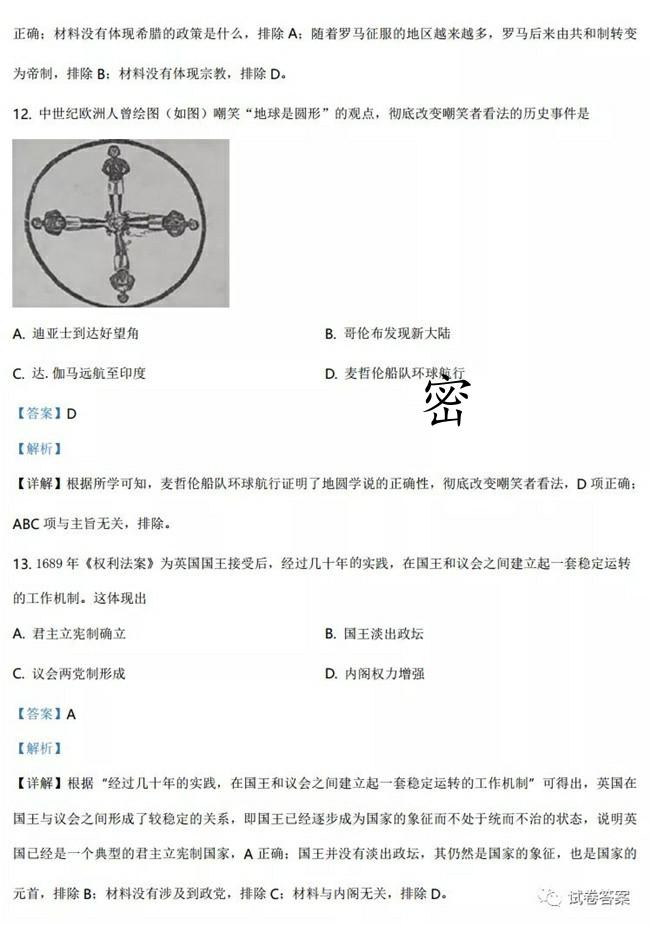 正确；材料没有体现希腊的政策是什么，排除 A；随着罗马征服的地区越来越多，罗马后来由共和制转变
为帝制，排除 B；材料没有体现宗教，排除 D。
12. 中世纪欧洲人曾绘图（如图）嘲笑“地球是圆形”的观点，彻底改变嘲笑者看法的历史事件是
A. 迪亚士到达好望角 B. 哥伦布发现新大陆
C. 达.伽马远航至印度 D. 麦哲伦船队环球航行
密
【答案】D
【解析】
【详解】根据所学可知，麦哲伦船队环球航行证明了地圆学说的正确性，彻底改变嘲笑者看法，D 项正确；
ABC 项与主旨无关，排除。
13. 1689 年《权利法案》为英国国王接受后，经过几十年的实践，在国王和议会之间建立起一套稳定运转
的工作机制。这体现出
A. 君主立宪制确立 B. 国王淡出政坛
C. 议会两党制形成 D. 内阁权力增强
【答案】A
【解析】
【详解】根据“经过几十年的实践，在国王和议会之间建立起一套稳定运转的工作机制”可得出，英国在
国王与议会之间形成了较稳定的关系，即国王已经逐步成为国家的象征而不处于统而不治的状态，说明英
国已经是一个典型的君主立宪制国家，A 正确；国王并没有淡出政坛，其仍然是国家的象征，也是国家的
元首，排除 B；材料没有涉及到政党，排除 C；材料与内阁无关，排除 D。
试卷答案